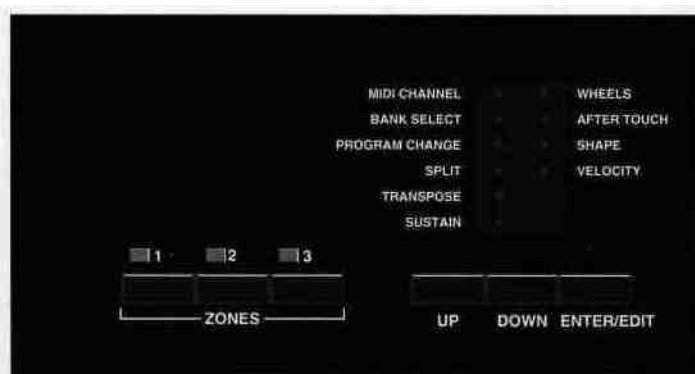 MIDI CHANNEL WHEELS
BANK SELECT AFTER TOUCH
PROGRAM CHANGE SHAPE
SPLIT VELOCITY
TRANSPOSE
SUSTAIN
1 2 3
ZONES
UP DOWN ENTER/EDIT